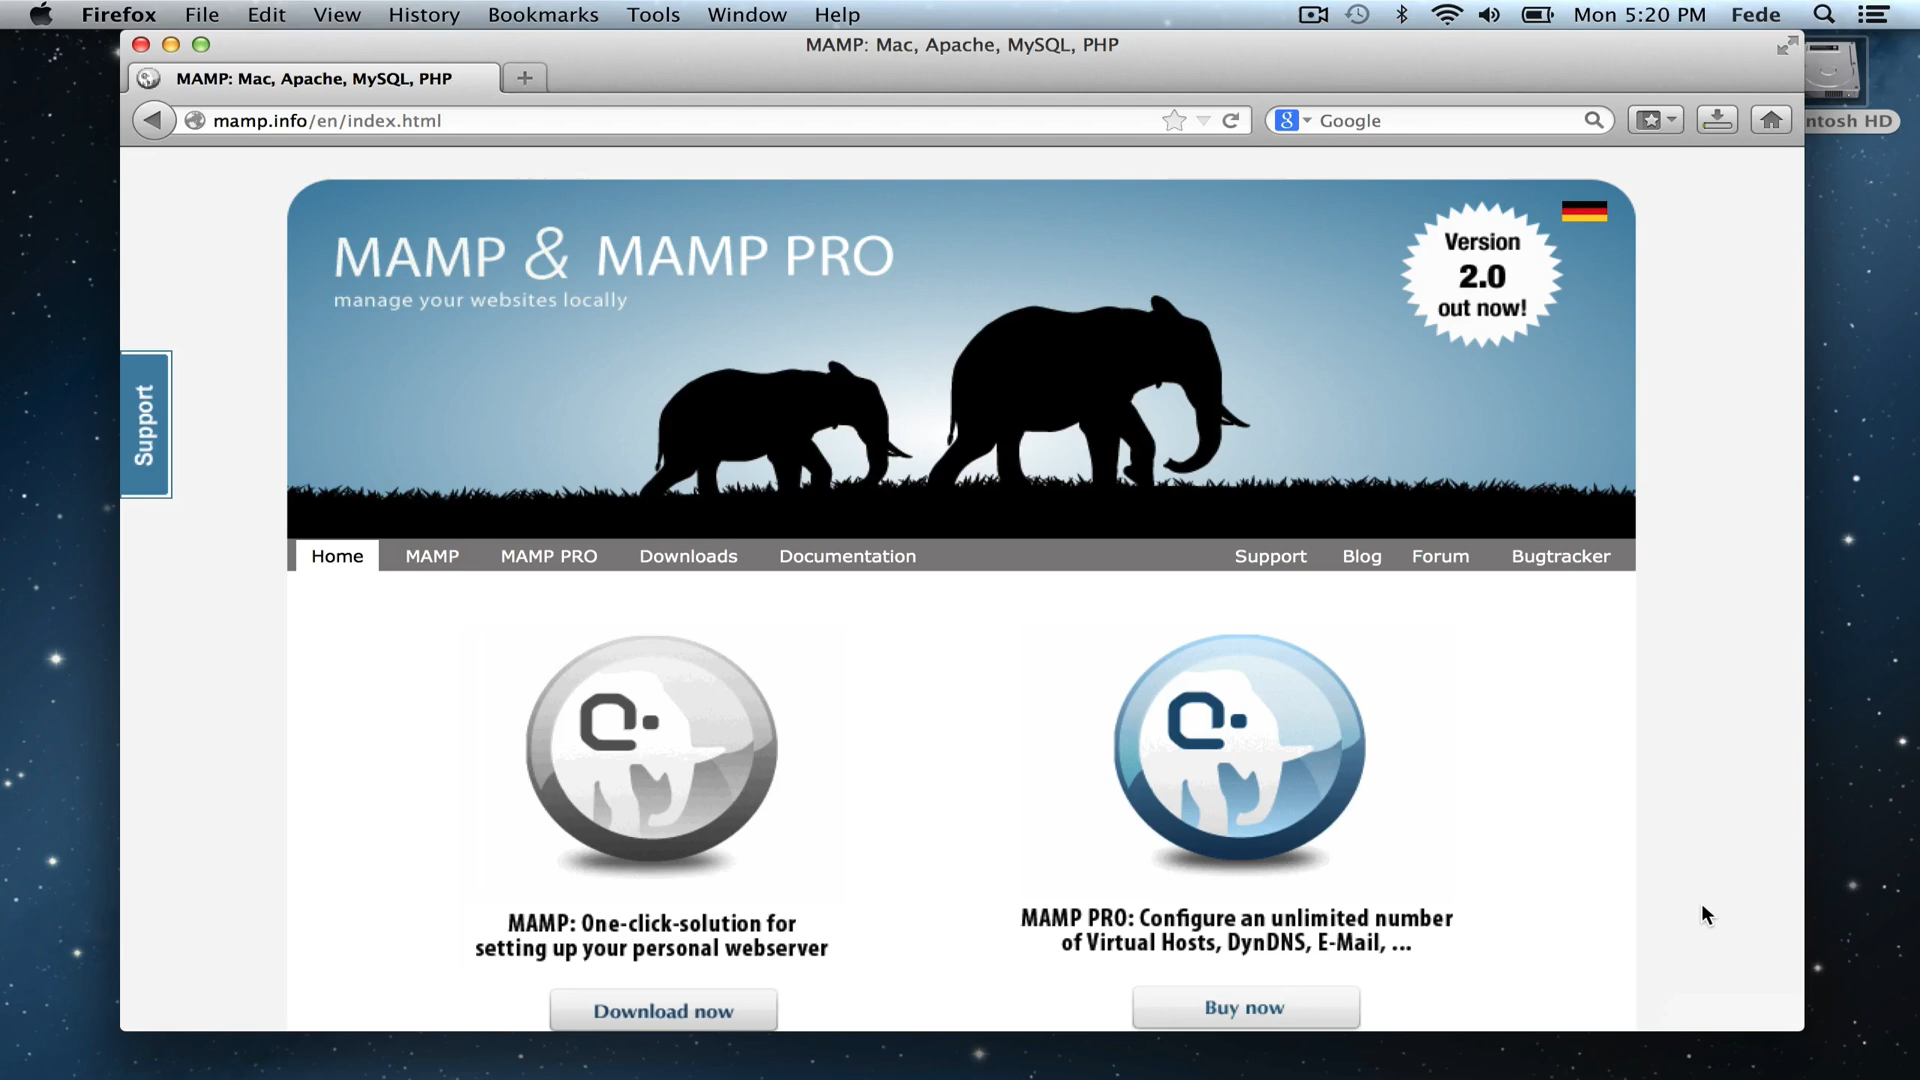 Firefox File Edit View History Bookmarks Tools Window Help Mon 5:20 PM Fede
MAMP: Mac, Apache, MySQL, PHP
MAMP: Mac, Apache, MySQL, PHP +
mamp.info/en/index.html 8 Google
ntosh HD
MAMP & MAMP PRO
manage your websites locally
Version
2.0
out now!
Support
Home MAMP MAMP PRO Downloads Documentation Support Blog Forum Bugtracker
MAMP: One-click-solution for
setting up your personal webserver
MAMP PRO: Configure an unlimited number
of Virtual Hosts, DynDNS, E-Mail, ...
Download now
Buy now